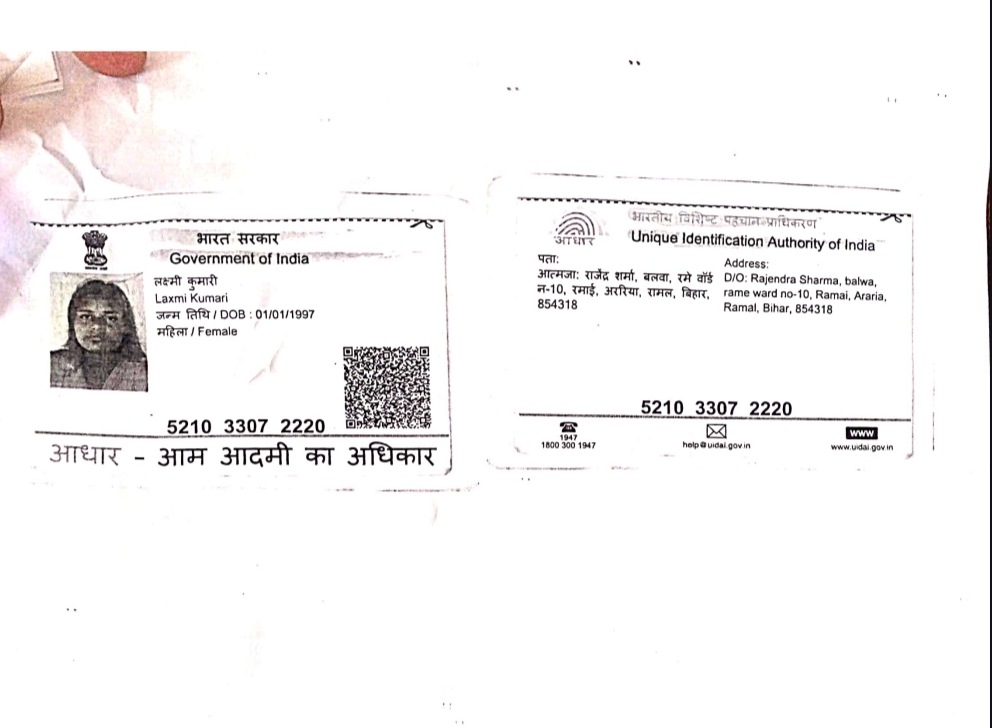 भारत सरकार
Government of India
लक्ष्मी कुमारी
Laxmi Kumari
जन्म तिथि / DOB : 01/01/1997
महिला / Female
5210 3307 2220
आधार - आम आदमी का अधिकार
आधार
भारतीय विशिष्ट पहचान प्राधिकरण
Unique Identification Authority of India
पता:
आत्मजा: राजेंद्र शर्मा, बलवा, रमे वॉर्ड
न-10, रमाई, अररिया, रामल, बिहार,
854318
Address:
D/O: Rajendra Sharma, balwa,
rame ward no-10, Ramai, Araria,
Ramal, Bihar, 854318
5210 3307 2220
1947
1800 300 1947
help@uidai.gov.in
WWW
www.uidai.gov.in